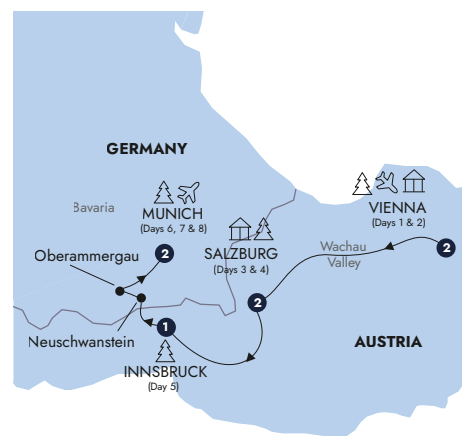 GERMANY
Bavaria
MUNICH
(Days 6, 7 & 8)
VIENNA
(Days 1 & 2)
Oberammergau
2
SALZBURG
(Days 3 & 4)
Wachau
Valley
2
2
Neuschwanstein
1
AUSTRIA
INNSBRUCK
(Day 5)